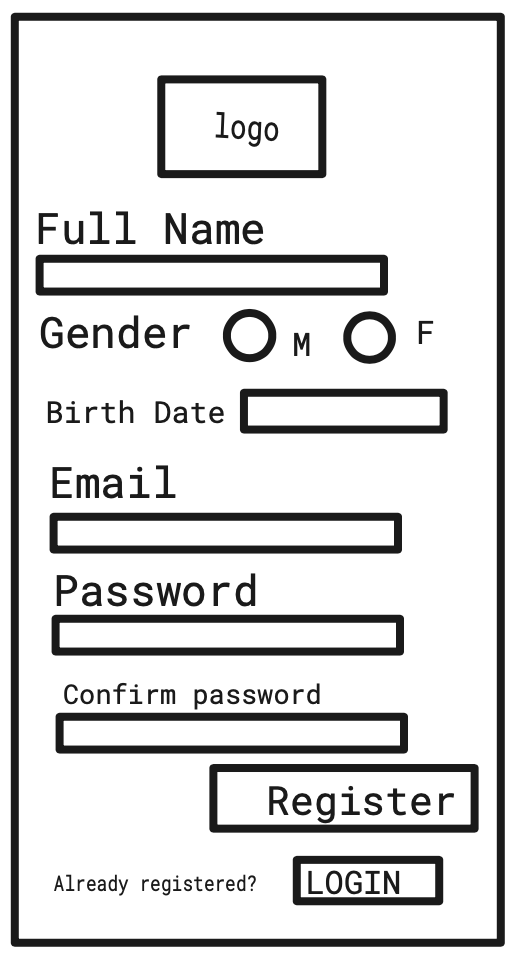 logo
Full Name
Gender M F
Birth Date
Email
Password
Confirm password
Register
Already registered? LOGIN